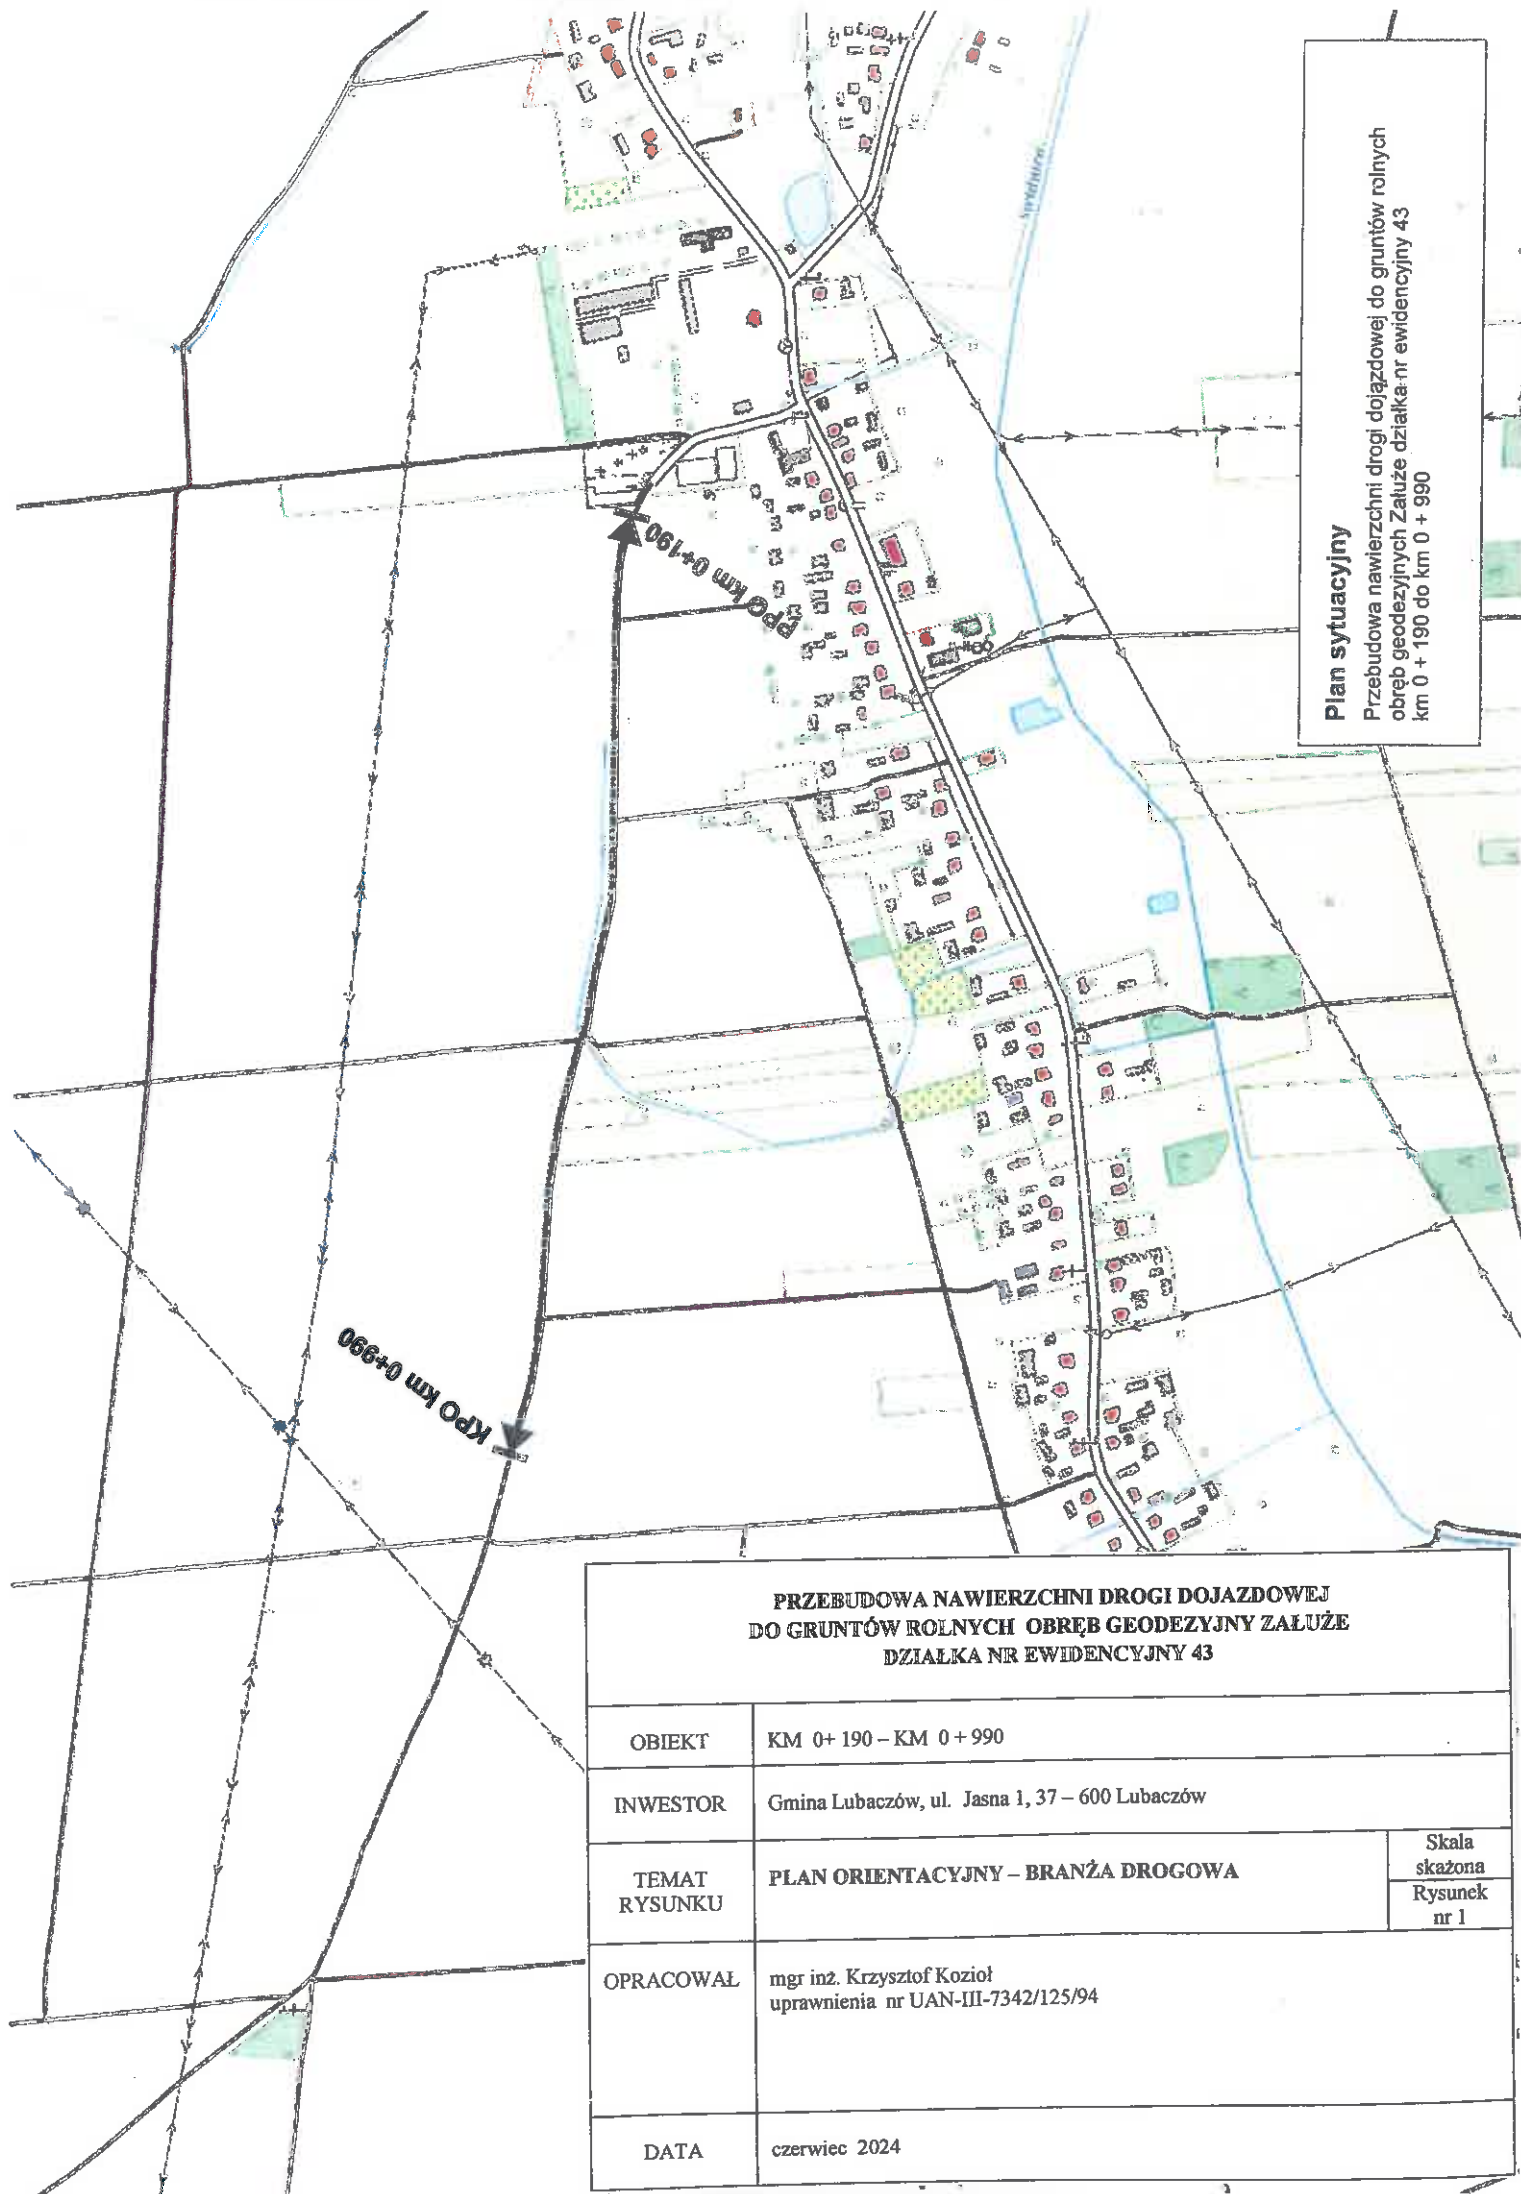 Plan sytuacyjny
Przebudowa nawierzchni drogi dojazdowej do gruntów rolnych
obręb geodezyjnych Załuże działka nr ewidencyjny 43
km 0 + 190 do km 0 + 990
PPO km 0+190
KPO km 0+990
PRZEBUDOWA NAWIERZCHNI DROGI DOJAZDOWEJ
DO GRUNTÓW ROLNYCH OBRĘB GEODEZYJNY ZAŁUŻE
DZIAŁKA NR EWIDENCYJNY 43
OBIEKT
KM 0+ 190 – KM 0 + 990
INWESTOR
Gmina Lubaczów, ul. Jasna 1, 37 – 600 Lubaczów
TEMAT
RYSUNKU
PLAN ORIENTACYJNY – BRANŻA DROGOWA
Skala
skażona
Rysunek
nr 1
OPRACOWAŁ
mgr inż. Krzysztof Kozioł
uprawnienia nr UAN-III-7342/125/94
DATA
czerwiec 2024